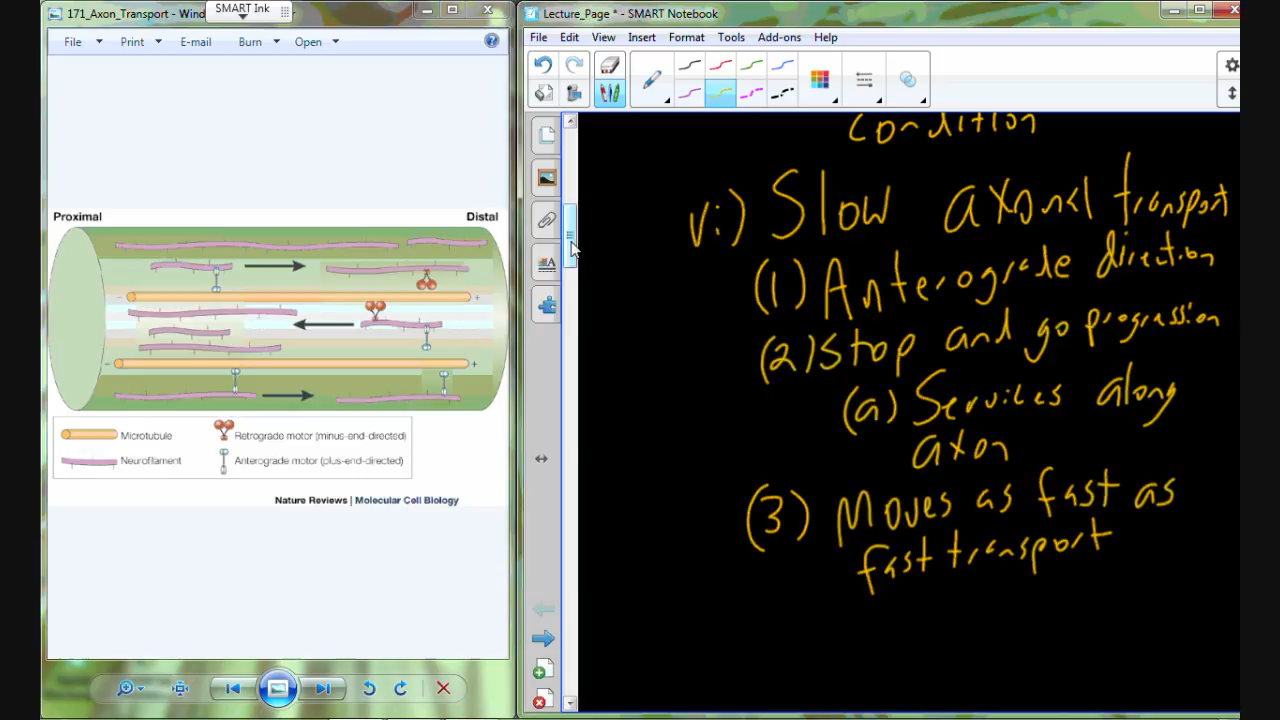 171_Axon_Transport - Wind
SMART Ink
File Print E-mail Burn Open
Proximal Distal
− +
− +
Microtubule
Retrograde motor (minus-end-directed)
Neurofilament
Anterograde motor (plus-end-directed)
Nature Reviews | Molecular Cell Biology
Lecture_Page * - SMART Notebook
File Edit View Insert Format Tools Add-ons Help
condition
vi) Slow axonal transport
(1) Anterograde direction
(2) Stop and go progression
(a) Services along
axon
(3) Moves as fast as
fast transport